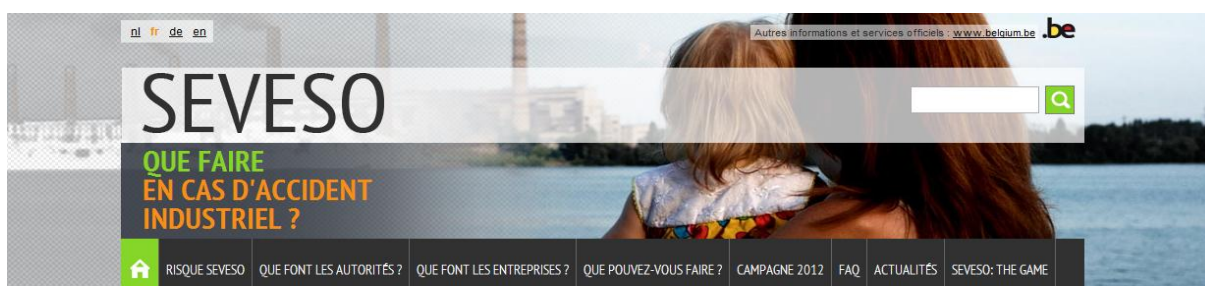 nl fr de en
Autres informations et services officiels : www.belgium.be .be
SEVESO
QUE FAIRE
EN CAS D'ACCIDENT
INDUSTRIEL ?
RISQUE SEVESO QUE FONT LES AUTORITÉS ? QUE FONT LES ENTREPRISES ? QUE POUVEZ-VOUS FAIRE ? CAMPAGNE 2012 FAQ ACTUALITÉS SEVESO: THE GAME